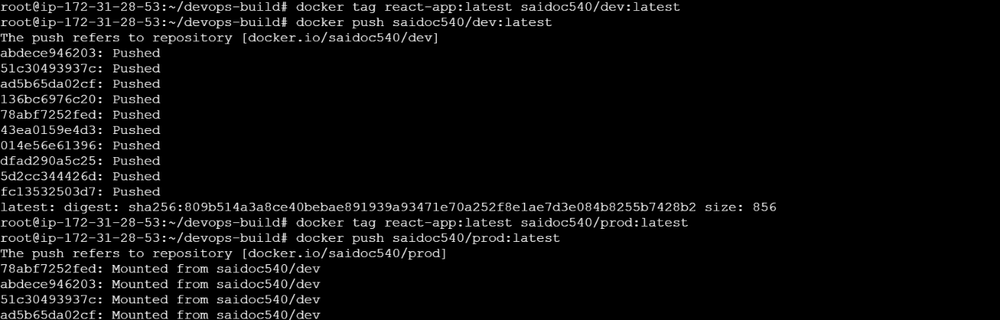 root@ip-172-31-28-53:~/devops-build# docker tag react-app:latest saidoc540/dev:latest
root@ip-172-31-28-53:~/devops-build# docker push saidoc540/dev:latest
The push refers to repository [docker.io/saidoc540/dev]
abdece946203: Pushed
51c30493937c: Pushed
ad5b65da02cf: Pushed
136bc6976c20: Pushed
78abf7252fed: Pushed
43ea0159e4d3: Pushed
014e56e61396: Pushed
dfad290a5c25: Pushed
5d2cc344426d: Pushed
fc13532503d7: Pushed
latest: digest: sha256:809b514a3a8ce40bebae891939a93471e70a252f8e1ae7d3e084b8255b7428b2 size: 856
root@ip-172-31-28-53:~/devops-build# docker tag react-app:latest saidoc540/prod:latest
root@ip-172-31-28-53:~/devops-build# docker push saidoc540/prod:latest
The push refers to repository [docker.io/saidoc540/prod]
78abf7252fed: Mounted from saidoc540/dev
abdece946203: Mounted from saidoc540/dev
51c30493937c: Mounted from saidoc540/dev
ad5b65da02cf: Mounted from saidoc540/dev